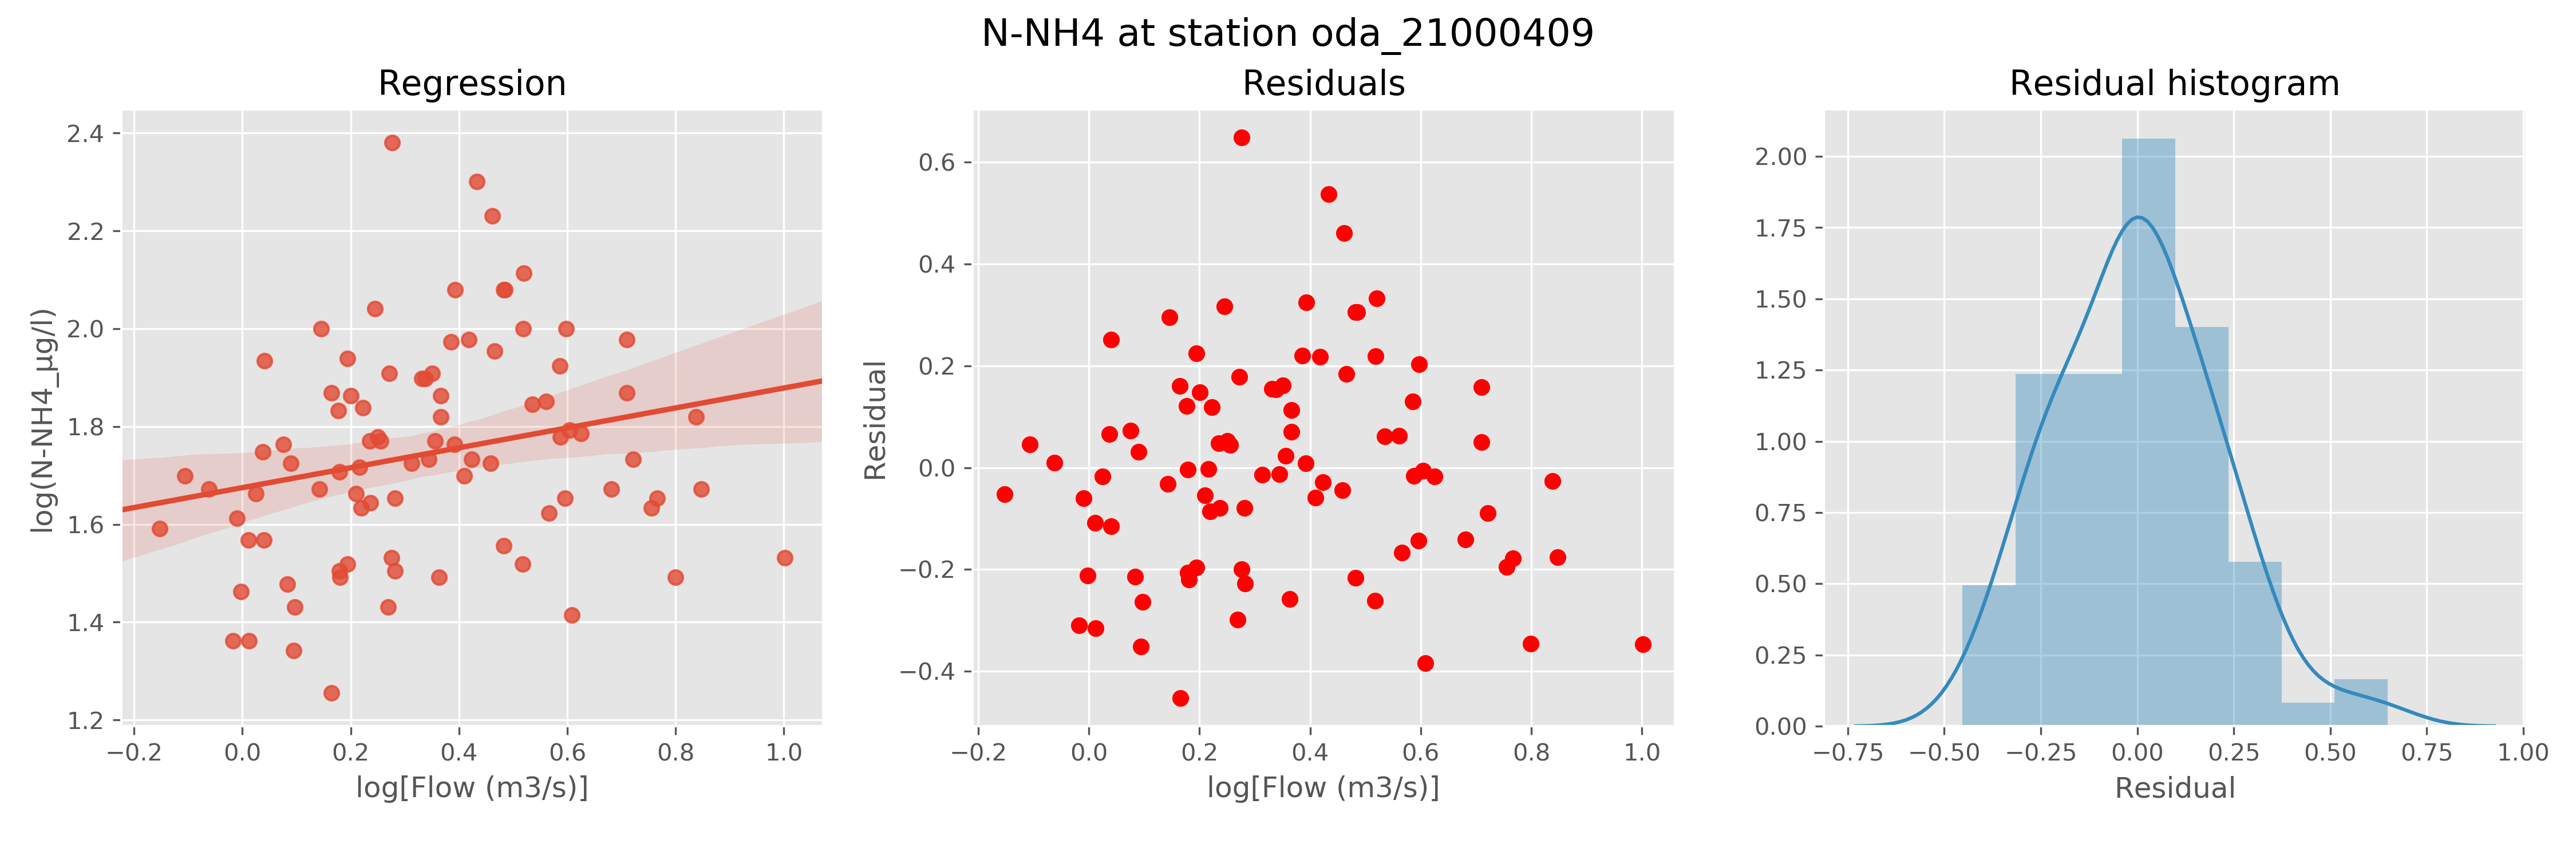 N-NH4 at station oda_21000409
Regression
2.4
2.2
2.0
1.8
1.6
1.4
1.2
log(N-NH4_µg/l)
−0.2 0.0 0.2 0.4 0.6 0.8 1.0
log[Flow (m3/s)]
Residuals
0.6
0.4
0.2
0.0
−0.2
−0.4
Residual
−0.2 0.0 0.2 0.4 0.6 0.8 1.0
log[Flow (m3/s)]
Residual histogram
2.00
1.75
1.50
1.25
1.00
0.75
0.50
0.25
0.00
−0.75 −0.50 −0.25 0.00 0.25 0.50 0.75 1.00
Residual